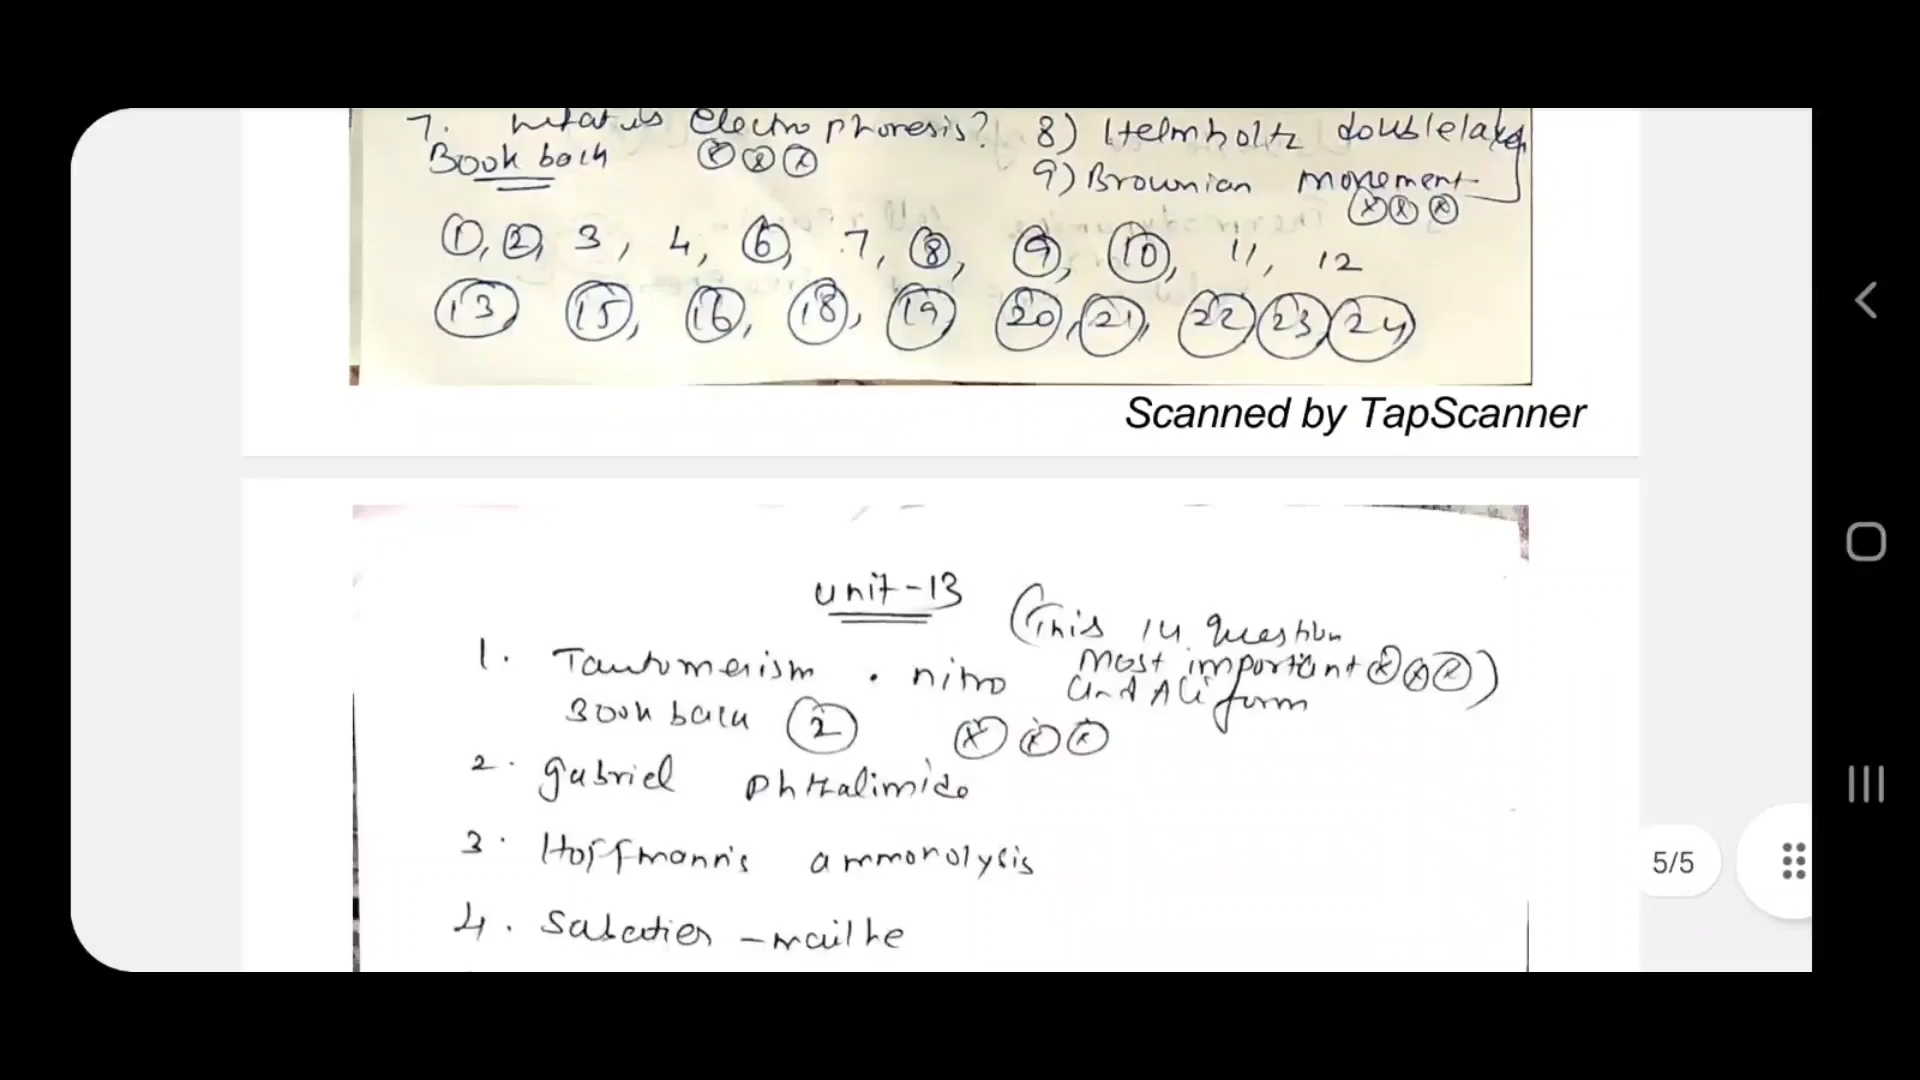 7. What is Electro phoresis? 8) Helmholtz double layer
Book back ⓧ ⓧ ⓧ 9) Brownian movement
ⓧ ⓧ ⓧ
①, ②, 3, 4, ⑥, 7, ⑧, ⑨, ⑩, 11, 12
⑬ ⑮, ⑯, ⑱, ⑲ ⑳, ㉑, ㉒ ㉓ ㉔
Scanned by TapScanner
unit-13
(This 14 Question
1. Tautomerism . nitro Most important ⓧ ⓧ ⓧ)
and Aci form
Book back ② ⓧ ⓧ ⓧ
2. gabriel phthalimide
3. Hoffmann's ammonolysis
4. Sabatier - mailhe
5/5